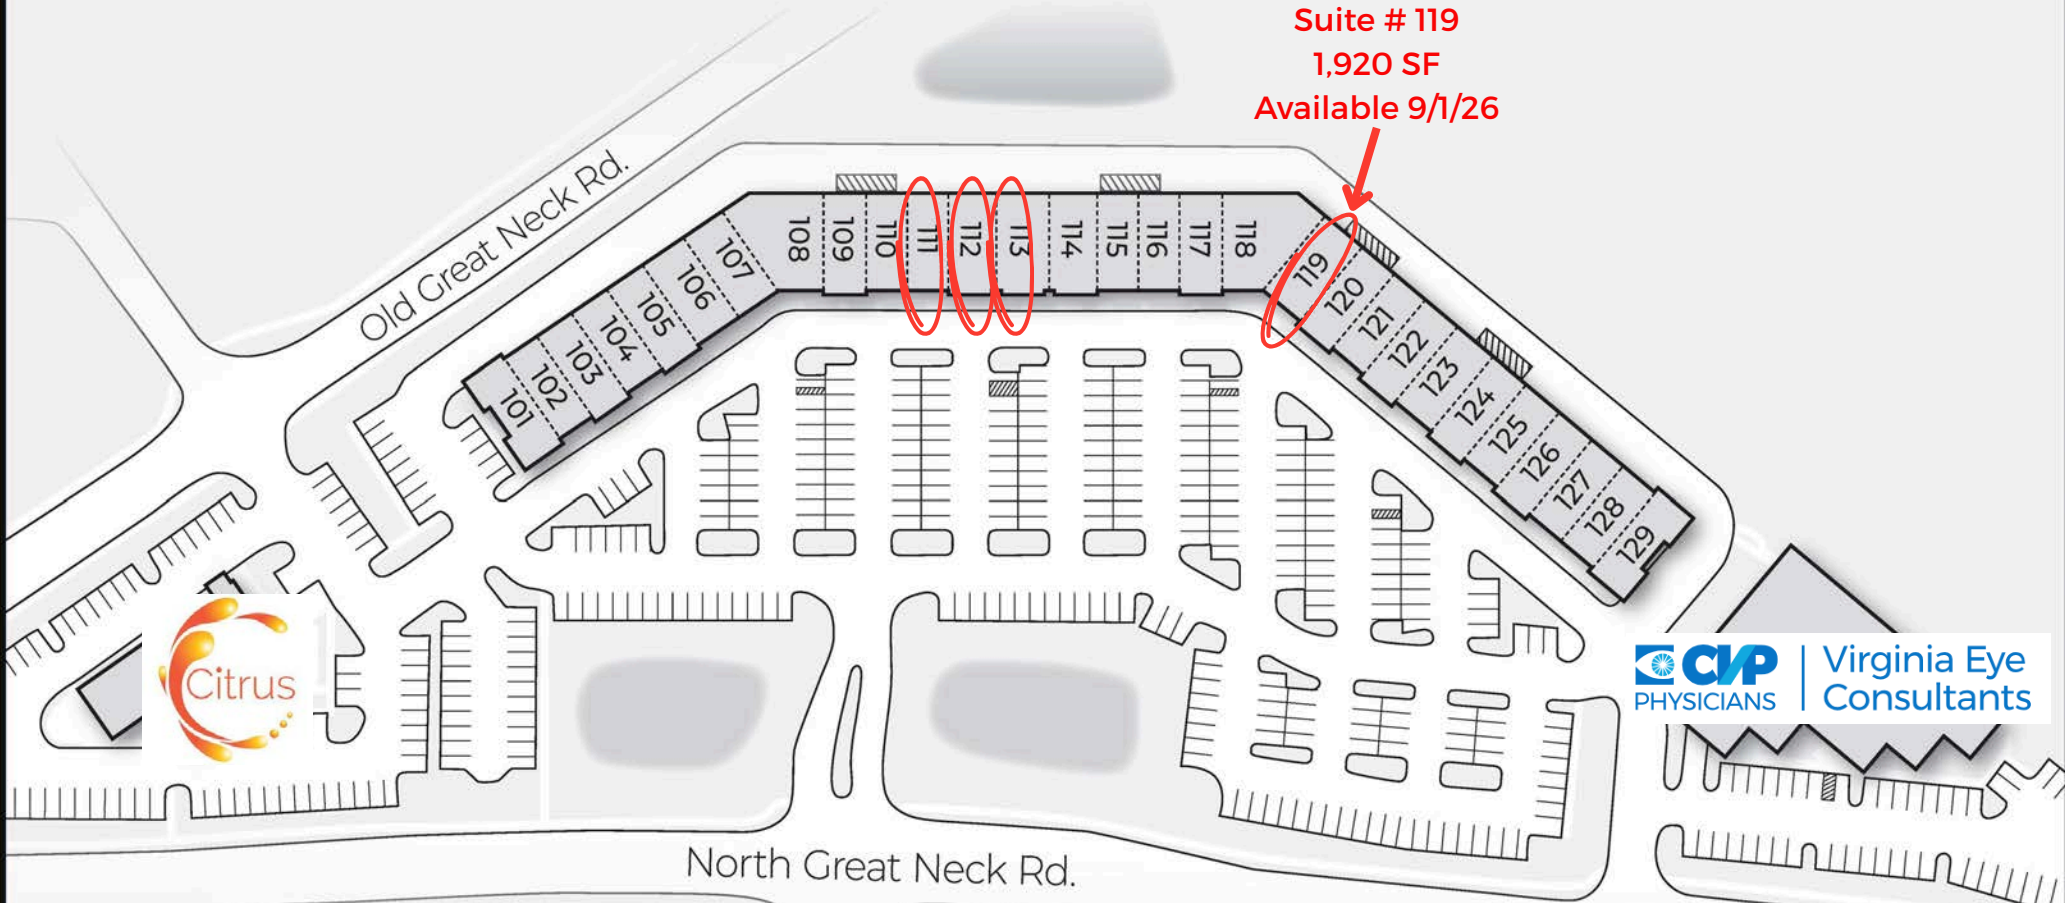 Suite # 119
1,920 SF
Available 9/1/26
Old Great Neck Rd.
101
102
103
104
105
106
107
108
109
110
111
112
113
114
115
116
117
118
119
120
121
122
123
124
125
126
127
128
129
Citrus
CVP
PHYSICIANS
Virginia Eye
Consultants
North Great Neck Rd.